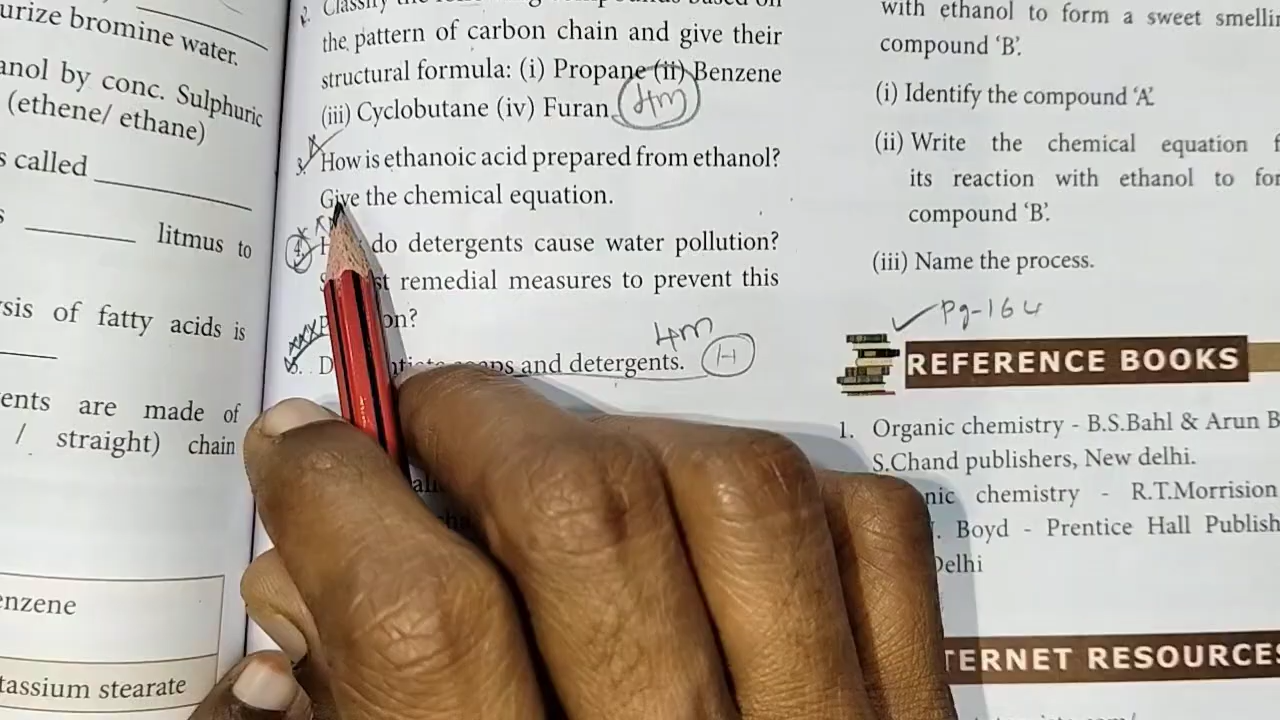 urize bromine water.
anol by conc. Sulphuric
(ethene/ ethane)
s called
litmus to
sis of fatty acids is
ents are made of
/ straight) chain
enzene
tassium stearate
the pattern of carbon chain and give their
structural formula: (i) Propane (ii) Benzene
(iii) Cyclobutane (iv) Furan 4m
3. How is ethanoic acid prepared from ethanol?
Give the chemical equation.
4. do detergents cause water pollution?
remedial measures to prevent this
on?
4m
and detergents. H
with ethanol to form a sweet smellin
compound ‘B’.
(i) Identify the compound ‘A’.
(ii) Write the chemical equation f
its reaction with ethanol to for
compound ‘B’.
(iii) Name the process.
Pg-164
REFERENCE BOOKS
1. Organic chemistry - B.S.Bahl & Arun B
S.Chand publishers, New delhi.
nic chemistry - R.T.Morrision
Boyd - Prentice Hall Publish
Delhi
TERNET RESOURCES